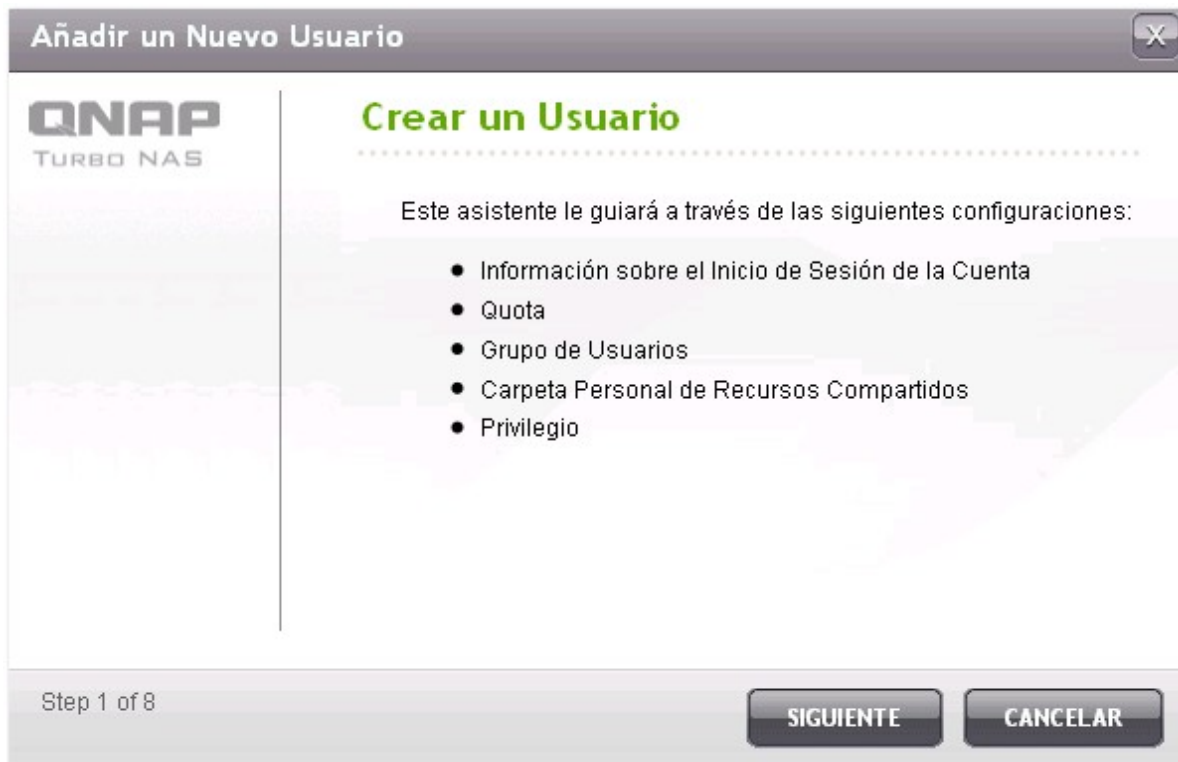 Añadir un Nuevo Usuario
X
QNAP
TURBO NAS
Crear un Usuario
Este asistente le guiará a través de las siguientes configuraciones:
● Información sobre el Inicio de Sesión de la Cuenta
● Quota
● Grupo de Usuarios
● Carpeta Personal de Recursos Compartidos
● Privilegio
Step 1 of 8
SIGUIENTE
CANCELAR